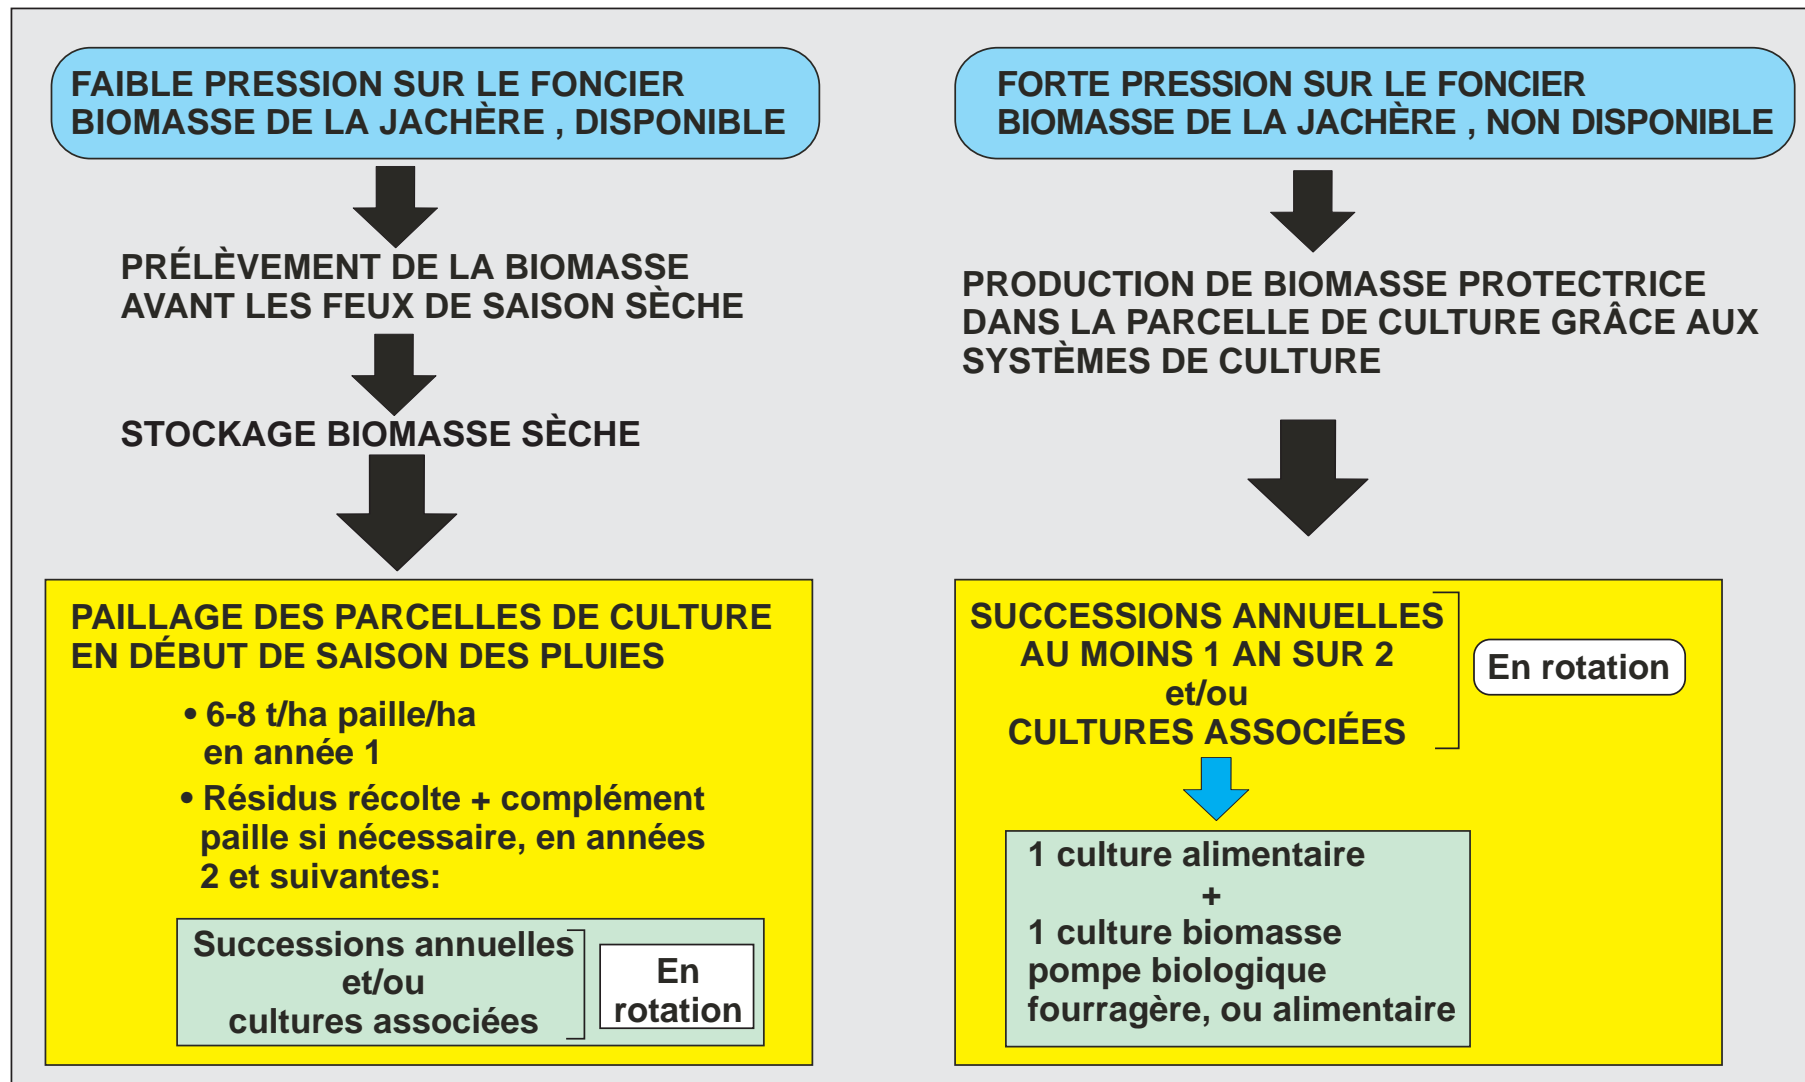 FAIBLE PRESSION SUR LE FONCIER
BIOMASSE DE LA JACHÈRE , DISPONIBLE
PRÉLÈVEMENT DE LA BIOMASSE
AVANT LES FEUX DE SAISON SÈCHE
STOCKAGE BIOMASSE SÈCHE
PAILLAGE DES PARCELLES DE CULTURE
EN DÉBUT DE SAISON DES PLUIES
• 6-8 t/ha paille/ha
en année 1
• Résidus récolte + complément
paille si nécessaire, en années
2 et suivantes:
Successions annuelles
et/ou
cultures associées
En
rotation
FORTE PRESSION SUR LE FONCIER
BIOMASSE DE LA JACHÈRE , NON DISPONIBLE
PRODUCTION DE BIOMASSE PROTECTRICE
DANS LA PARCELLE DE CULTURE GRÂCE AUX
SYSTÈMES DE CULTURE
SUCCESSIONS ANNUELLES
AU MOINS 1 AN SUR 2
et/ou
CULTURES ASSOCIÉES
En rotation
1 culture alimentaire
+
1 culture biomasse
pompe biologique
fourragère, ou alimentaire